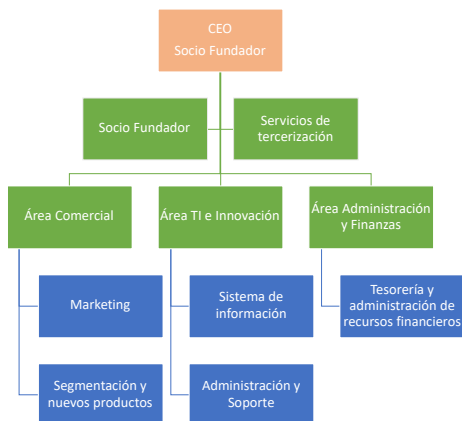 CEO
Socio Fundador
Socio Fundador
Servicios de
tercerización
Área Comercial
Área TI e Innovación
Área Administración
y Finanzas
Marketing
Sistema de
información
Tesorería y
administración de
recursos financieros
Segmentación y
nuevos productos
Administración y
Soporte